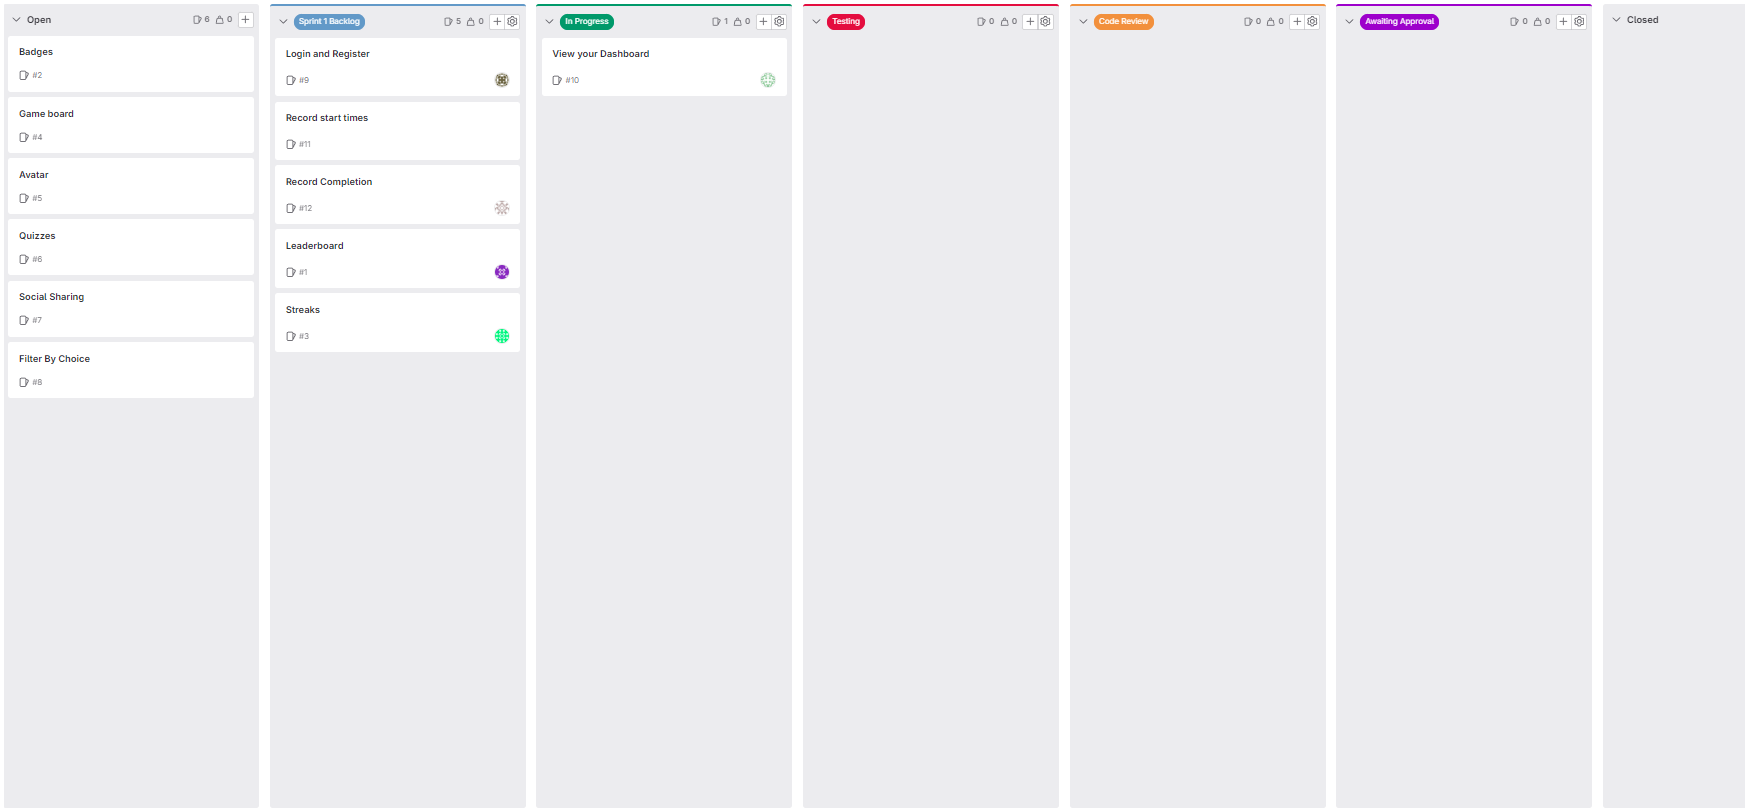 Open 6 0
Badges
#2
Game board
#4
Avatar
#5
Quizzes
#6
Social Sharing
#7
Filter By Choice
#8
Sprint 1 Backlog 5 0
Login and Register
#9
Record start times
#11
Record Completion
#12
Leaderboard
#1
Streaks
#3
In Progress 1 0
View your Dashboard
#10
Testing 0 0
Code Review 0 0
Awaiting Approval 0 0
Closed